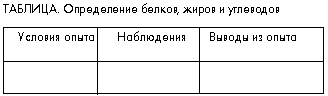 ТАБЛИЦА. Определение белков, жиров и углеводов
Условия опыта Наблюдения Выводы из опыта